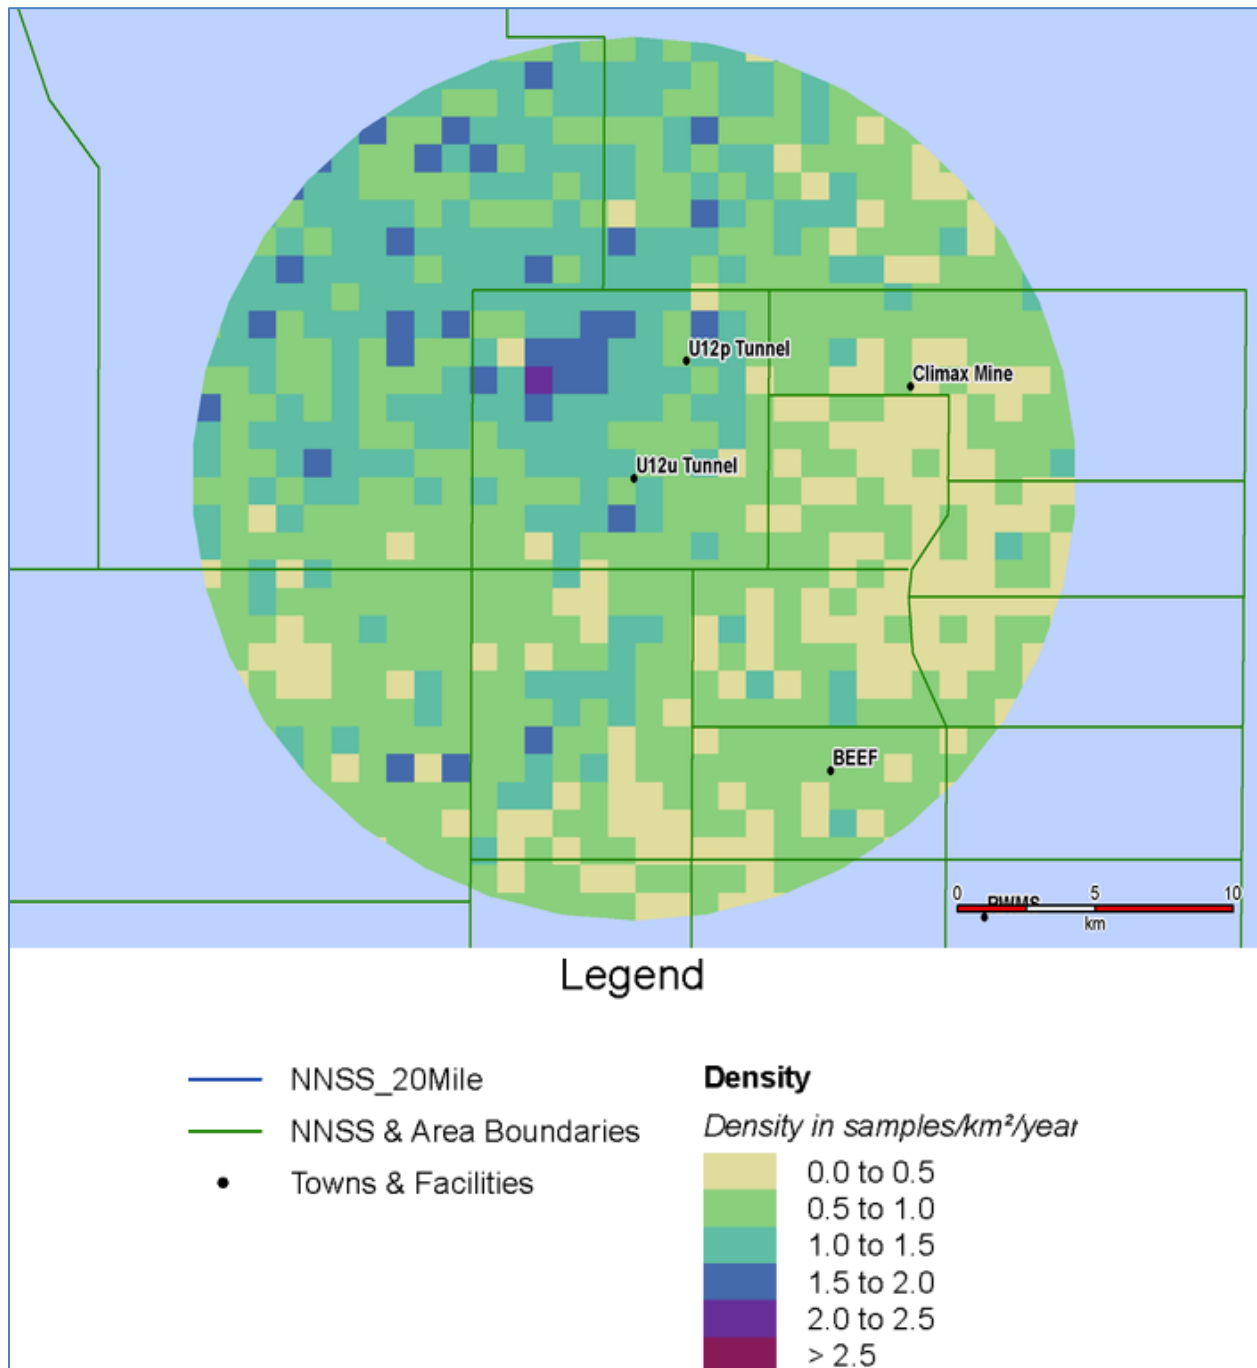 U12p Tunnel
Climax Mine
U12u Tunnel
BEEF
0 5 10
RWMS
km
Legend
NNSS_20Mile
NNSS & Area Boundaries
Towns & Facilities
Density
Density in samples/km²/year
0.0 to 0.5
0.5 to 1.0
1.0 to 1.5
1.5 to 2.0
2.0 to 2.5
> 2.5